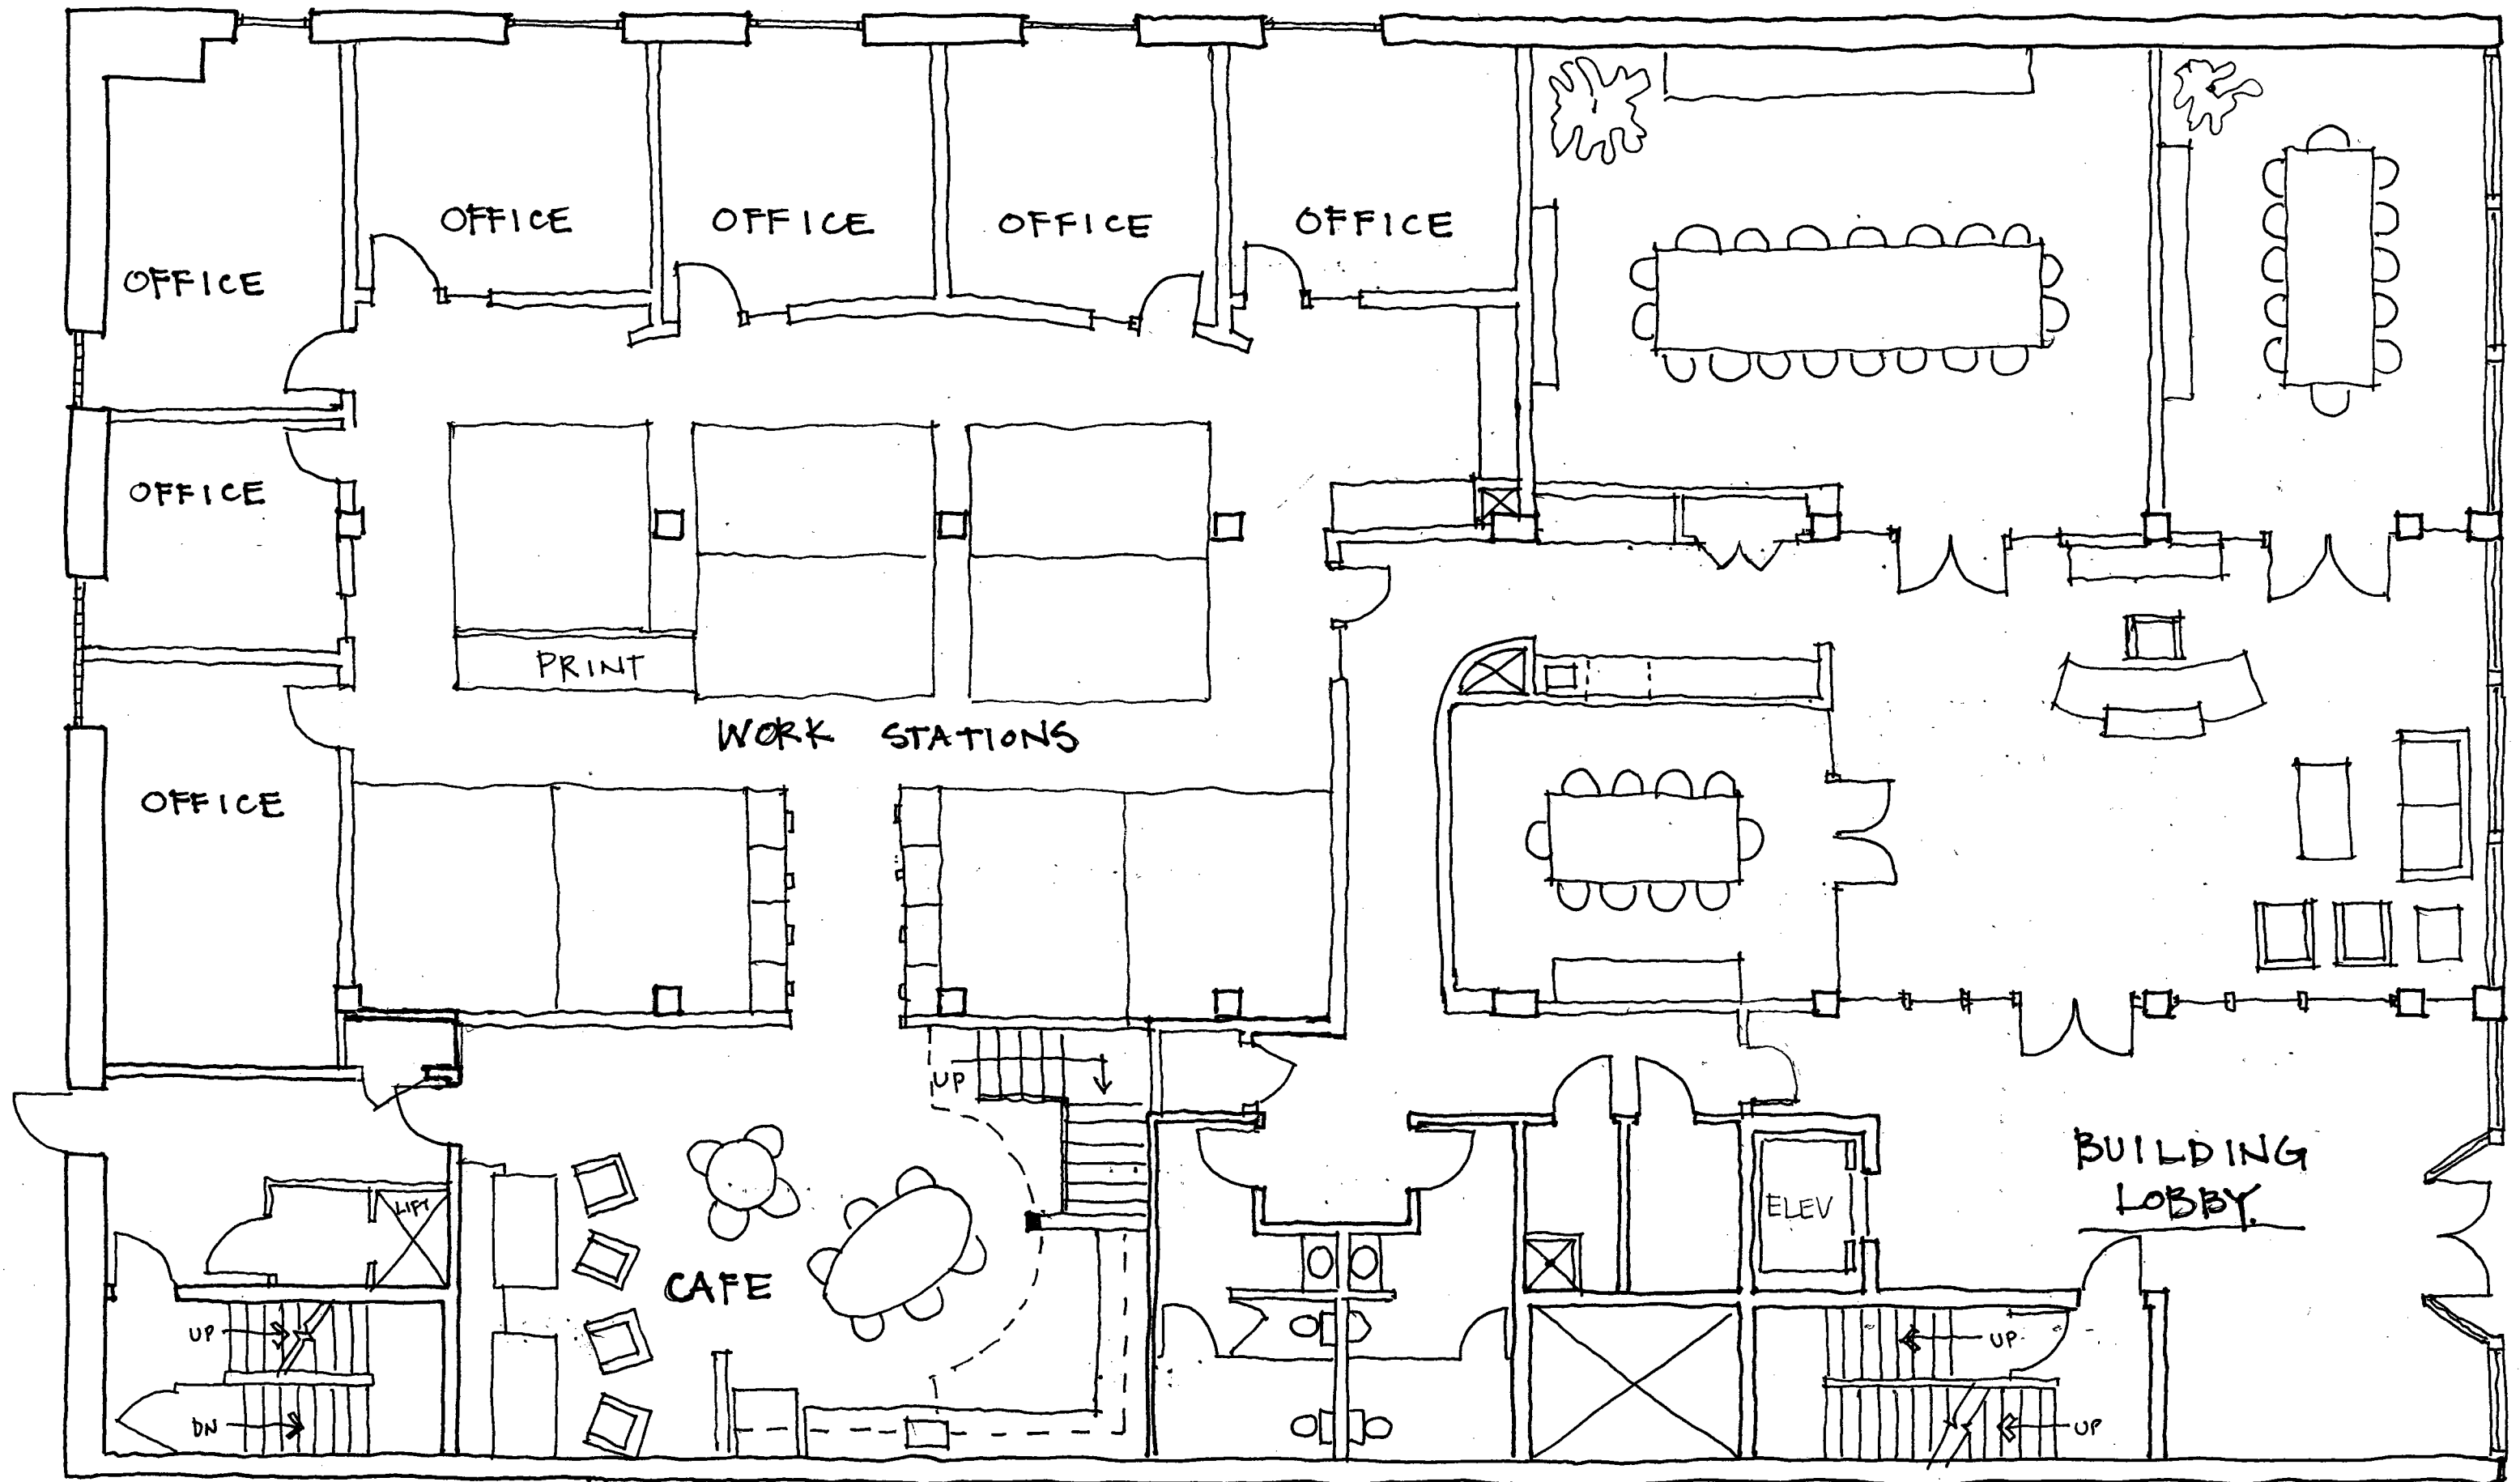 OFFICE
OFFICE
OFFICE
OFFICE
OFFICE
OFFICE
PRINT
WORK STATIONS
OFFICE
UP
BUILDING
LOBBY.
LIFT
ELEV
CAFE
UP
UP
DN
UP